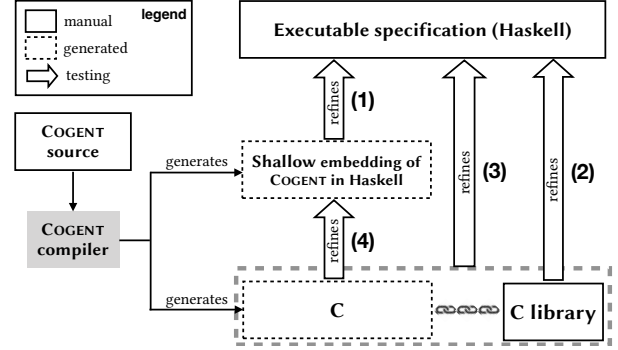 legend
manual
generated
testing
Executable specification (Haskell)
refines
(1)
refines
(3)
refines
(2)
COGENT
source
generates
Shallow embedding of
COGENT in Haskell
COGENT
compiler
refines
(4)
generates
C
C library